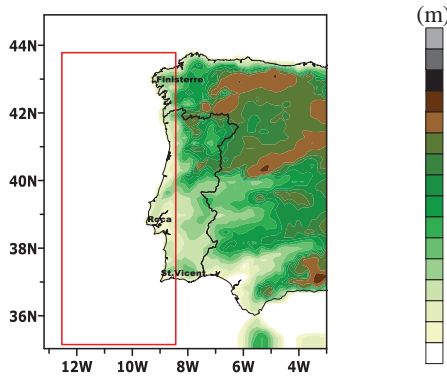 (m)
44N
Finisterre
42N
40N
Roca
38N
St.Vicent
36N
12W 10W 8W 6W 4W